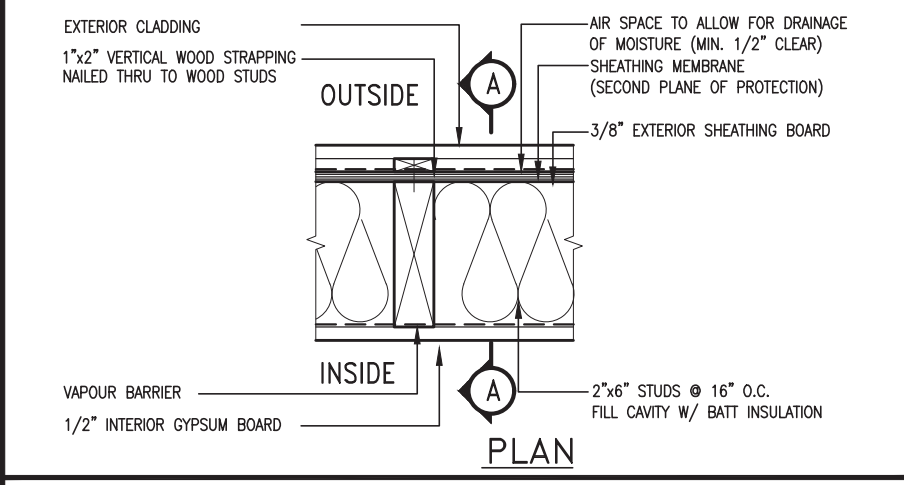 EXTERIOR CLADDING
1"x2" VERTICAL WOOD STRAPPING
NAILED THRU TO WOOD STUDS
OUTSIDE
A
AIR SPACE TO ALLOW FOR DRAINAGE
OF MOISTURE (MIN. 1/2" CLEAR)
SHEATHING MEMBRANE
(SECOND PLANE OF PROTECTION)
3/8" EXTERIOR SHEATHING BOARD
INSIDE
A
VAPOUR BARRIER
1/2" INTERIOR GYPSUM BOARD
2"x6" STUDS @ 16" O.C.
FILL CAVITY W/ BATT INSULATION
PLAN